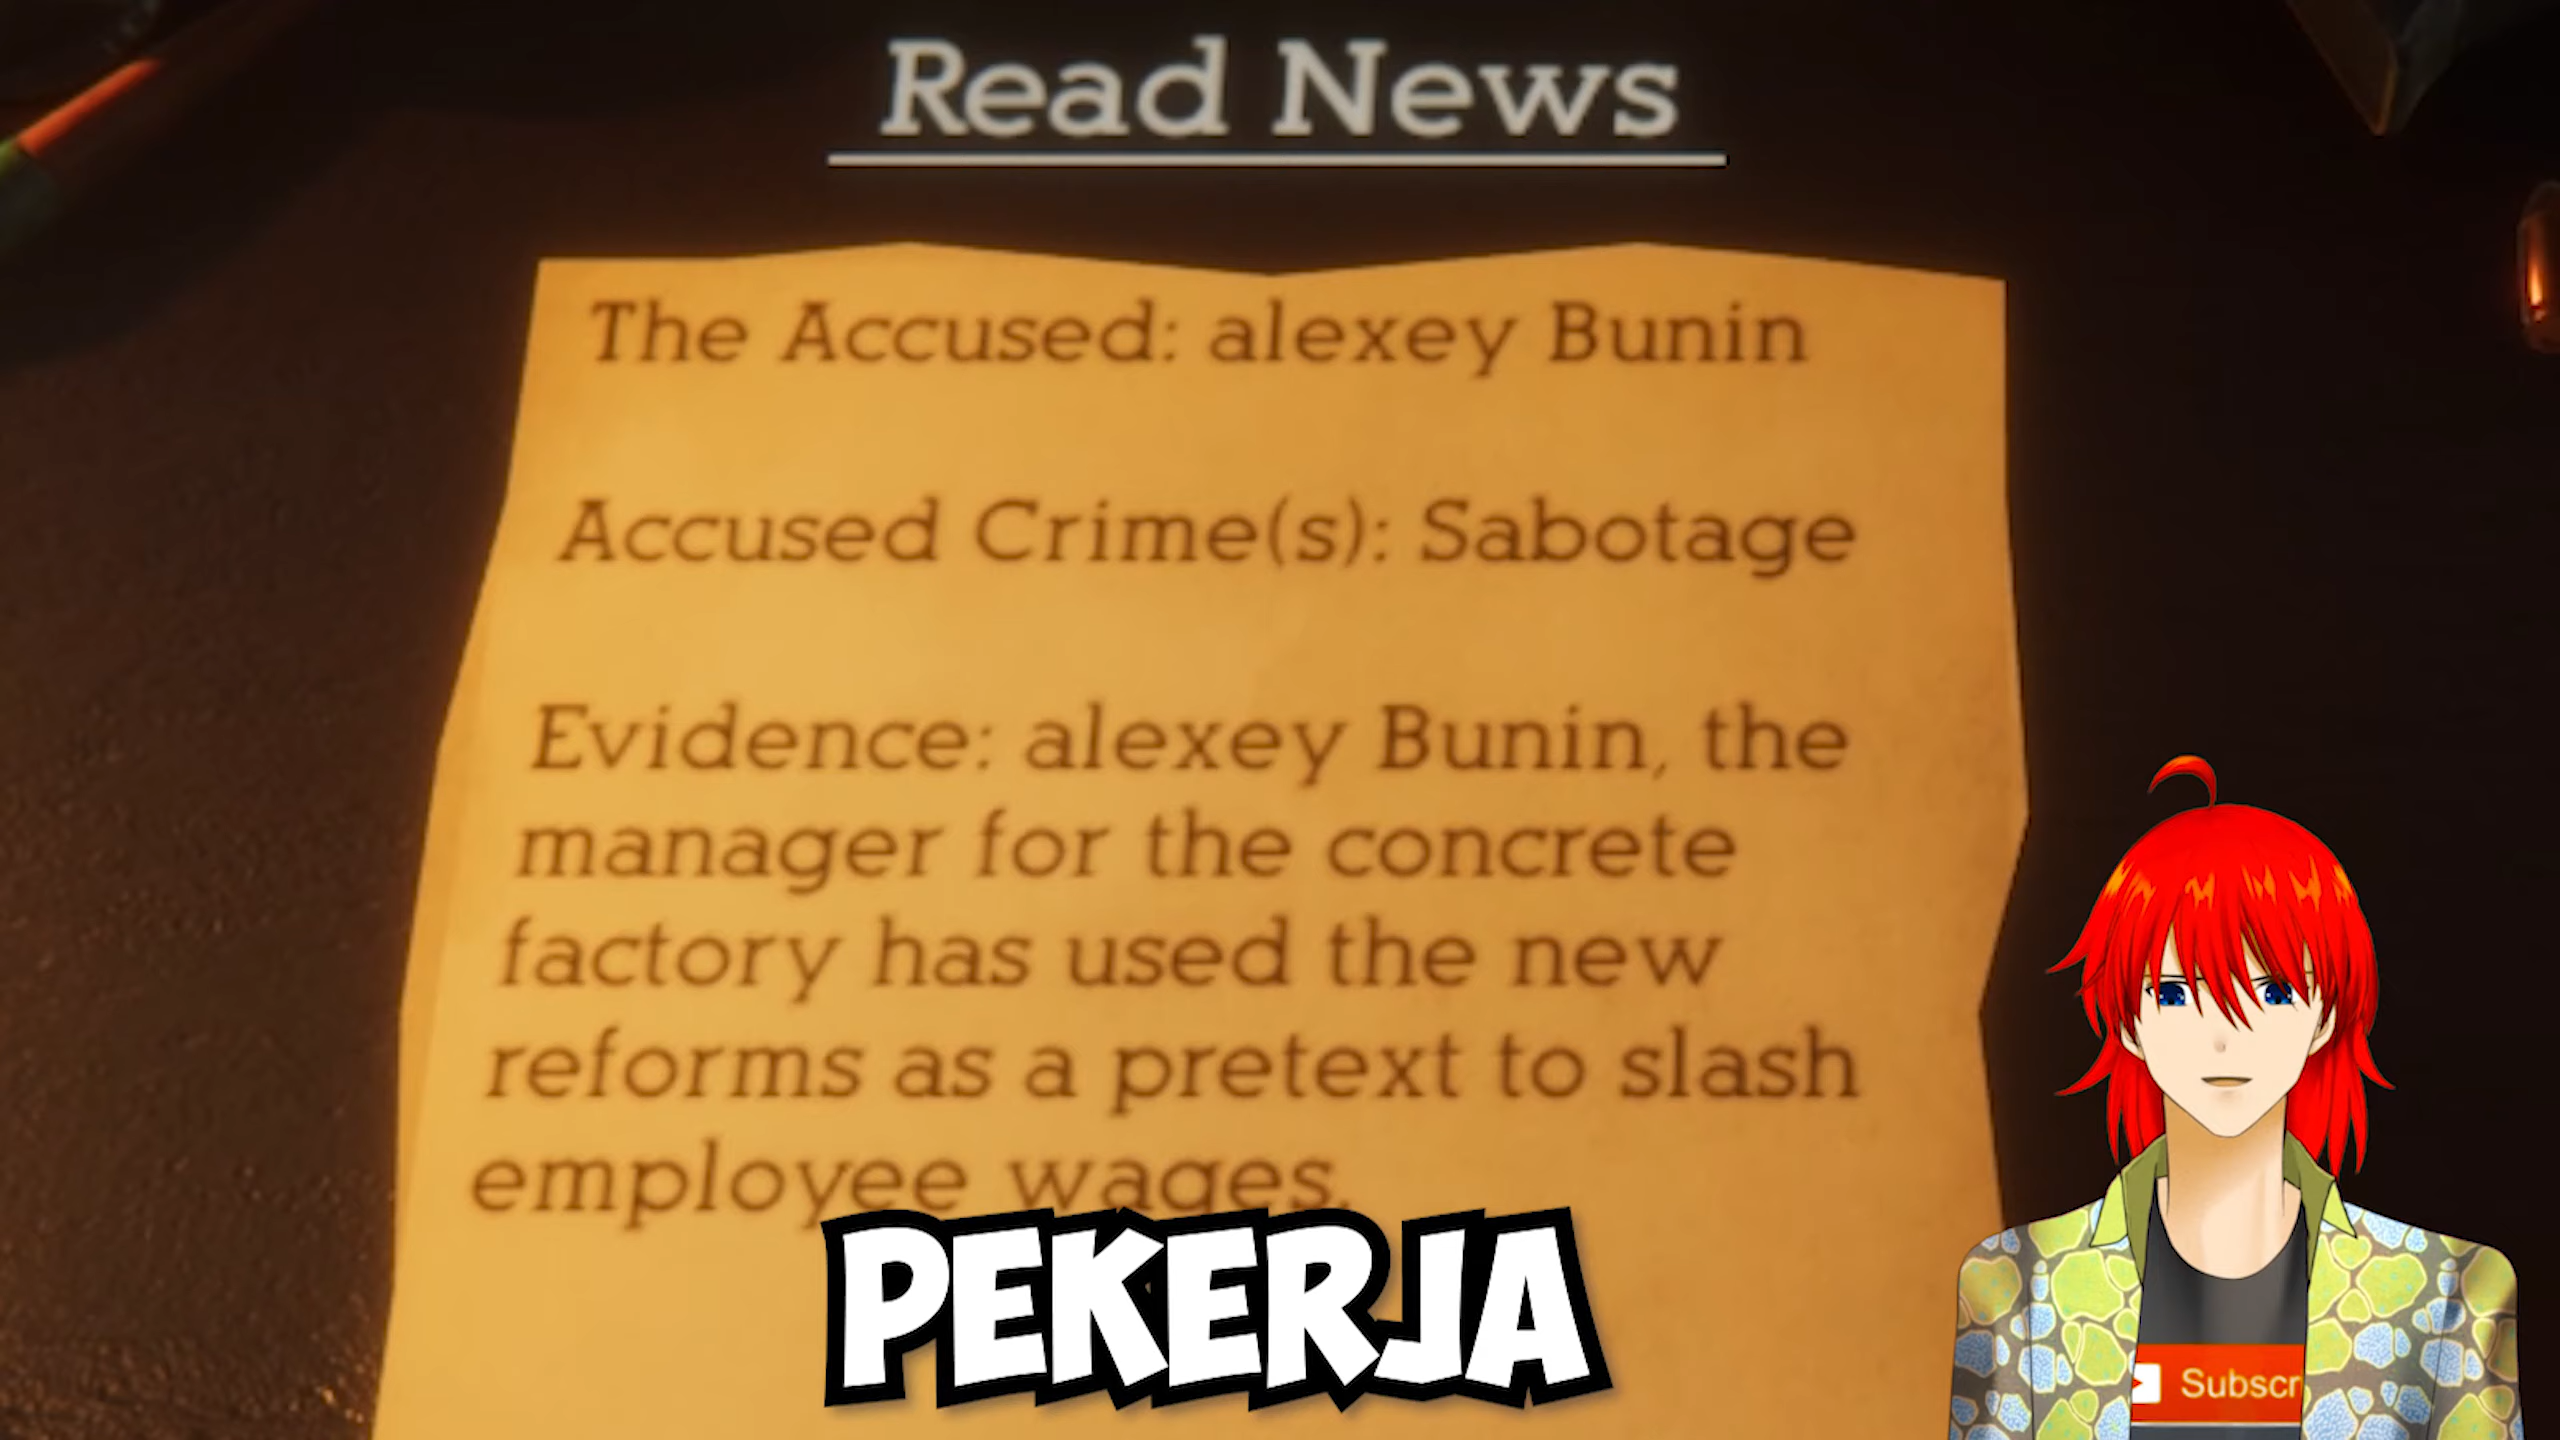 Read News
The Accused: alexey Bunin
Accused Crime(s): Sabotage
Evidence: alexey Bunin, the
manager for the concrete
factory has used the new
reforms as a pretext to slash
employee wages.
PEKERJA
Subscr